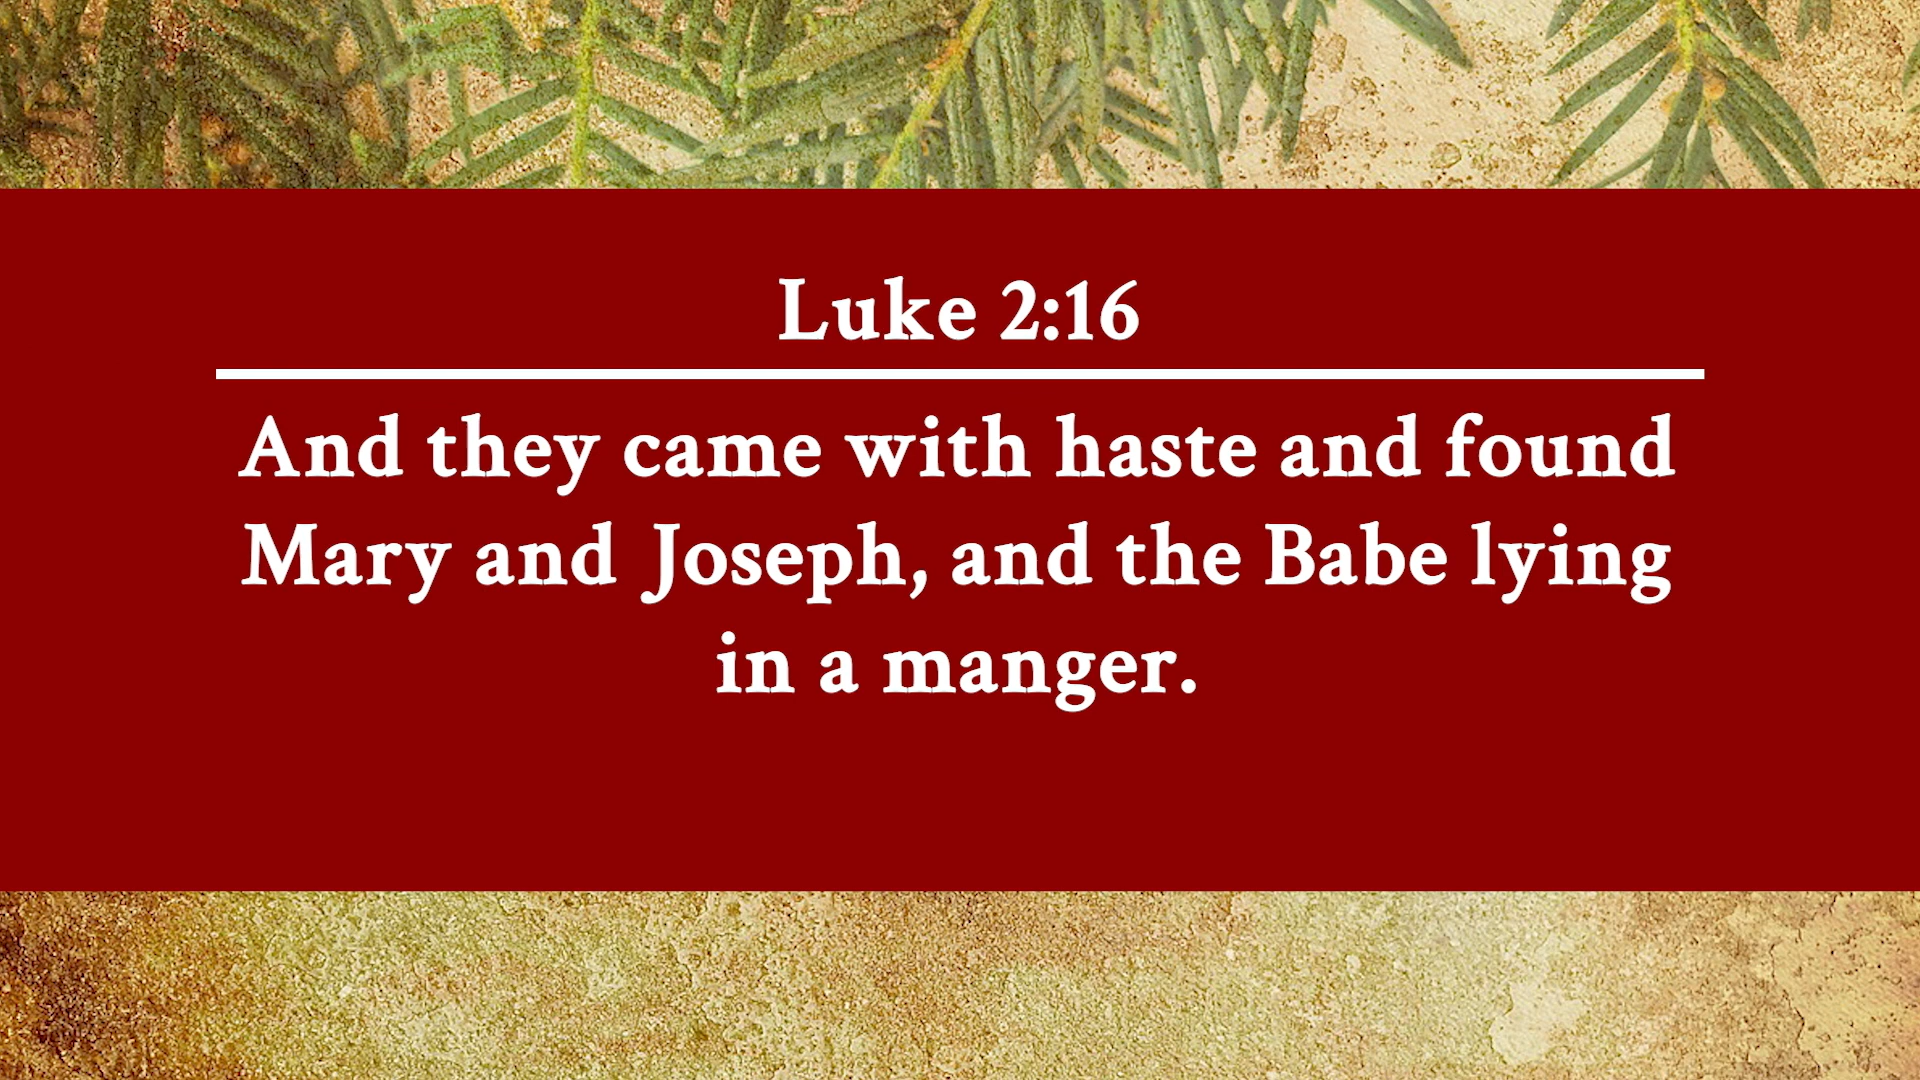 Luke 2:16
And they came with haste and found
Mary and Joseph, and the Babe lying
in a manger.